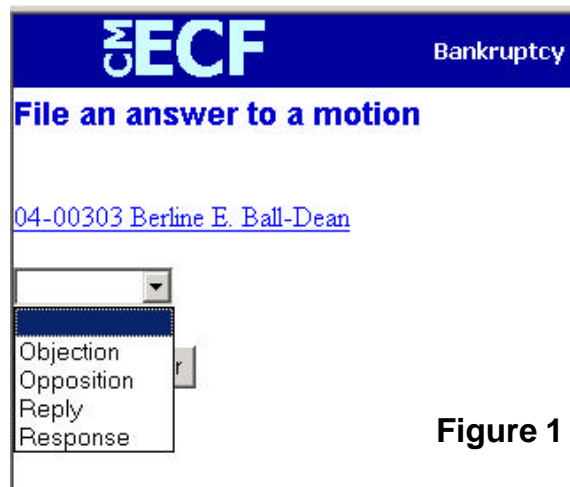 CM ECF Bankruptcy
File an answer to a motion
04-00303 Berline E. Ball-Dean
Objection
Opposition
Reply
Response
Figure 1